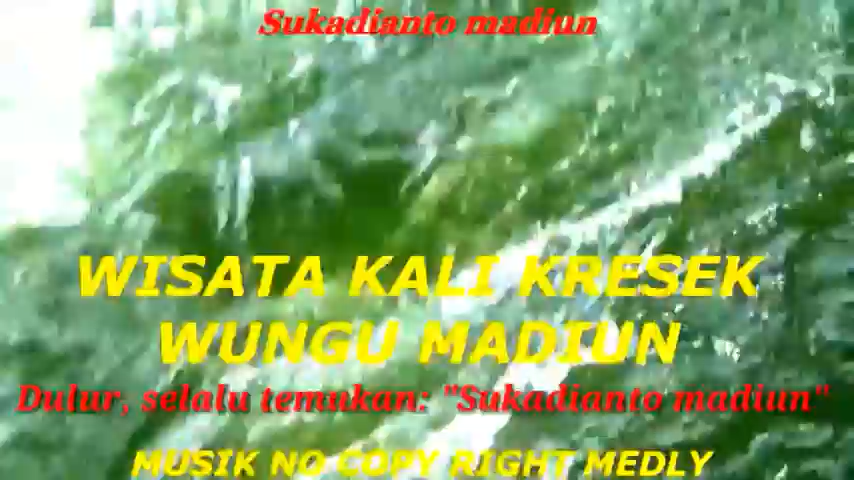 Sukadianto madiun
WISATA KALI KRESEK
WUNGU MADIUN
Dulur, selalu temukan: "Sukadianto madiun"
MUSIK NO COPY RIGHT MEDLY